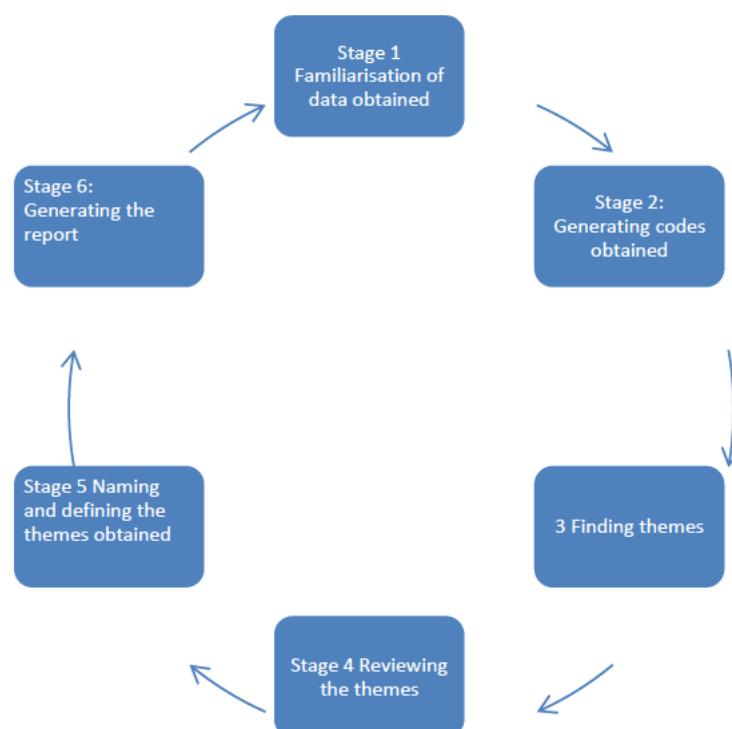 Stage 1
Familiarisation of
data obtained
Stage 2:
Generating codes
obtained
3 Finding themes
Stage 4 Reviewing
the themes
Stage 5 Naming
and defining the
themes obtained
Stage 6:
Generating the
report